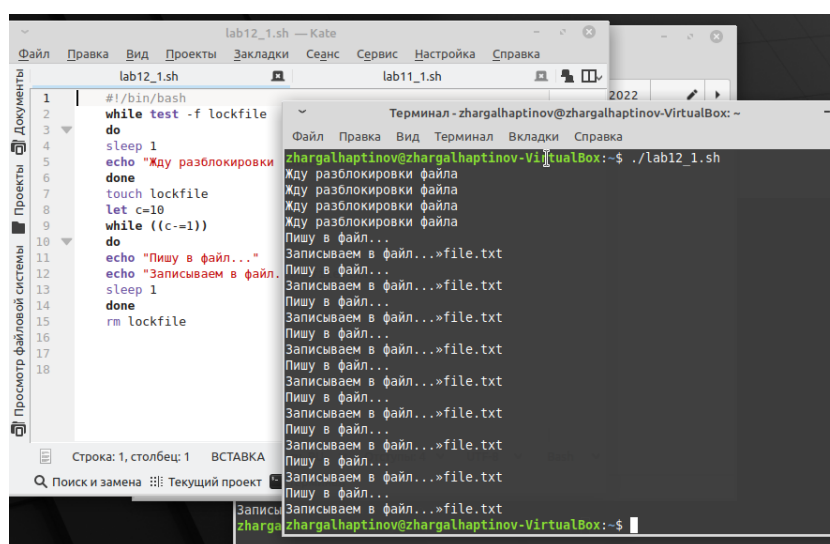 lab12_1.sh — Kate
Файл Правка Вид Проекты Закладки Сеанс Сервис Настройка Справка
lab12_1.sh lab11_1.sh
Документы
Проекты
Просмотр файловой системы
1 #!/bin/bash
2 while test -f lockfile
3 do
4 sleep 1
5 echo "Жду разблокировки
6 done
7 touch lockfile
8 let c=10
9 while ((c-=1))
10 do
11 echo "Пишу в файл..."
12 echo "Записываем в файл.
13 sleep 1
14 done
15 rm lockfile
16
17
18
Строка: 1, столбец: 1 ВСТАВКА
Поиск и замена Текущий проект
2022
Терминал - zhargalhaptinov@zhargalhaptinov-VirtualBox: ~
Файл Правка Вид Терминал Вкладки Справка
zhargalhaptinov@zhargalhaptinov-VirtualBox:~$ ./lab12_1.sh
Жду разблокировки файла
Жду разблокировки файла
Жду разблокировки файла
Жду разблокировки файла
Пишу в файл...
Записываем в файл...»file.txt
Пишу в файл...
Записываем в файл...»file.txt
Пишу в файл...
Записываем в файл...»file.txt
Пишу в файл...
Записываем в файл...»file.txt
Пишу в файл...
Записываем в файл...»file.txt
Пишу в файл...
Записываем в файл...»file.txt
Пишу в файл...
Записываем в файл...»file.txt
Пишу в файл...
Записываем в файл...»file.txt
Пишу в файл...
Записываем в файл...»file.txt
zhargalhaptinov@zhargalhaptinov-VirtualBox:~$
Записы
zharga